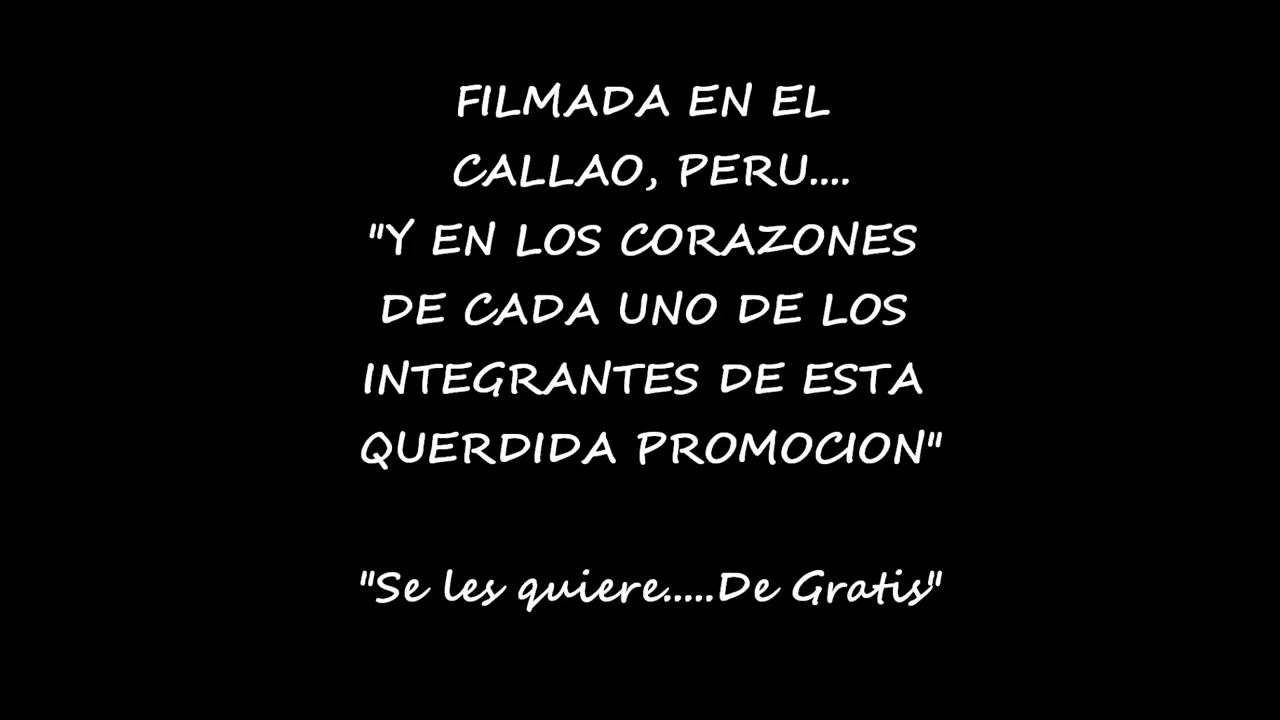 FILMADA EN EL
CALLAO, PERU....
"Y EN LOS CORAZONES
DE CADA UNO DE LOS
INTEGRANTES DE ESTA
QUERDIDA PROMOCION"
"Se les quiere.....De Gratis"